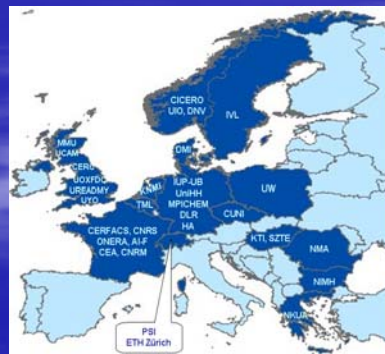 CICERO
UIO, DNV
IVL
MMU
UCAM
DMI
CERC
UOXFDC
UREADMY
UYO
KNMI
TML
IUP-UB
UniHH
MPICHEM
DLR
HA
UW
CUNI
CERFACS, CNRS
ONERA, AI-F
CEA, CNRM
KTI, SZTE
NMA
NIMH
NKUA
PSI
ETH Zürich